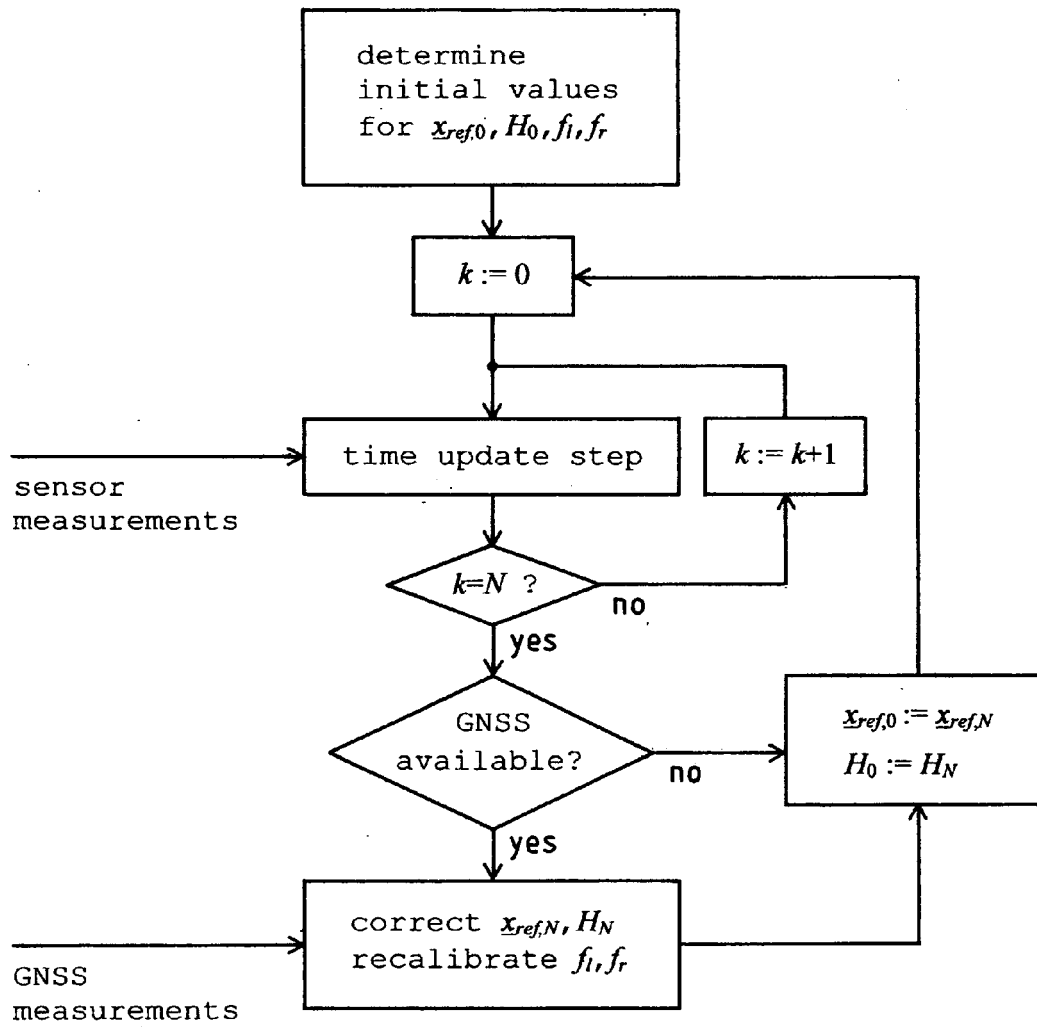 determine
initial values
for x_ref,0, H_0, f_l, f_r
k := 0
time update step
k := k+1
sensor
measurements
k=N ?
no
yes
GNSS
available?
no
x_ref,0 := x_ref,N
H_0 := H_N
yes
correct x_ref,N, H_N
recalibrate f_l, f_r
GNSS
measurements